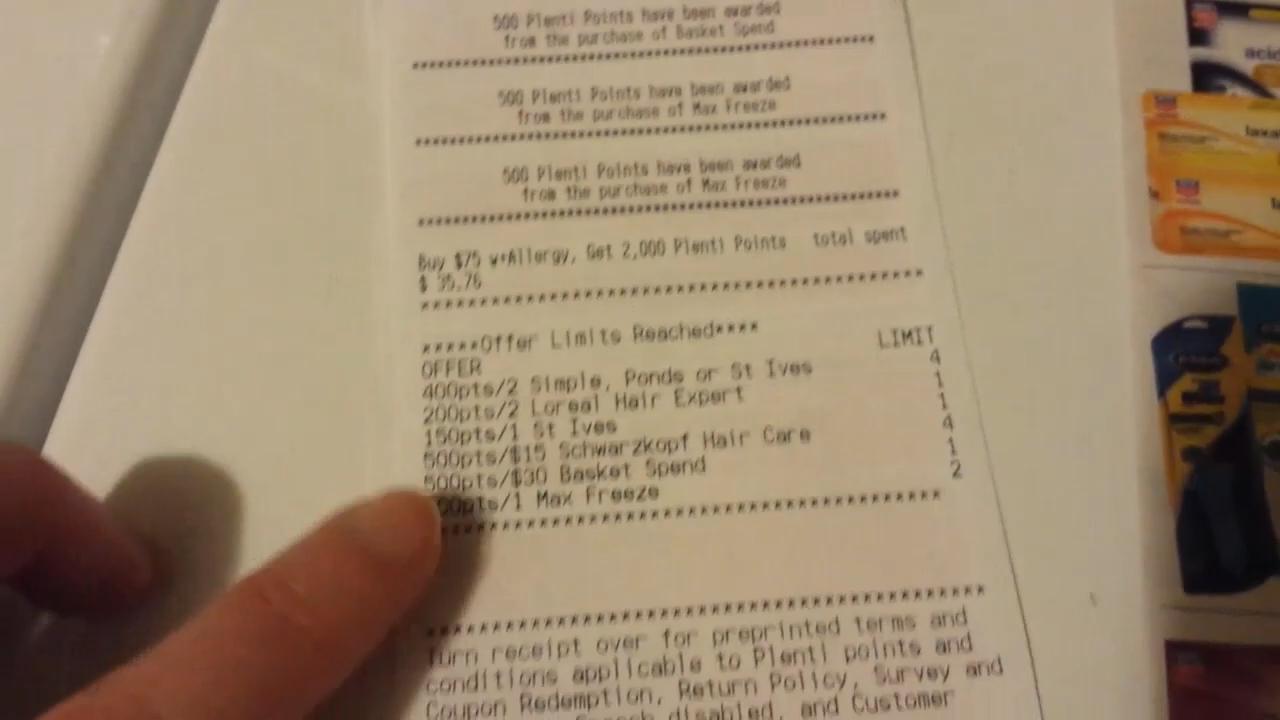 500 Plenti Points have been awarded
from the purchase of Basket Spend
****************************************
500 Plenti Points have been awarded
from the purchase of Max Freeze
****************************************
500 Plenti Points have been awarded
from the purchase of Max Freeze
****************************************
Buy $75 w+Allergy, Get 2,000 Plenti Points total spent
$ 35.76
****************************************
*****Offer Limits Reached****
OFFER LIMIT
400pts/2 Simple, Ponds or St Ives 4
200pts/2 Loreal Hair Expert 1
150pts/1 St Ives 1
500pts/$15 Schwarzkopf Hair Care 4
500pts/$30 Basket Spend 1
00pts/1 Max Freeze 2
****************************************
****************************************
Turn receipt over for preprinted terms and
conditions applicable to Plenti points and
Coupon Redemption, Return Policy, Survey and
disabled, and Customer
acid
laxa